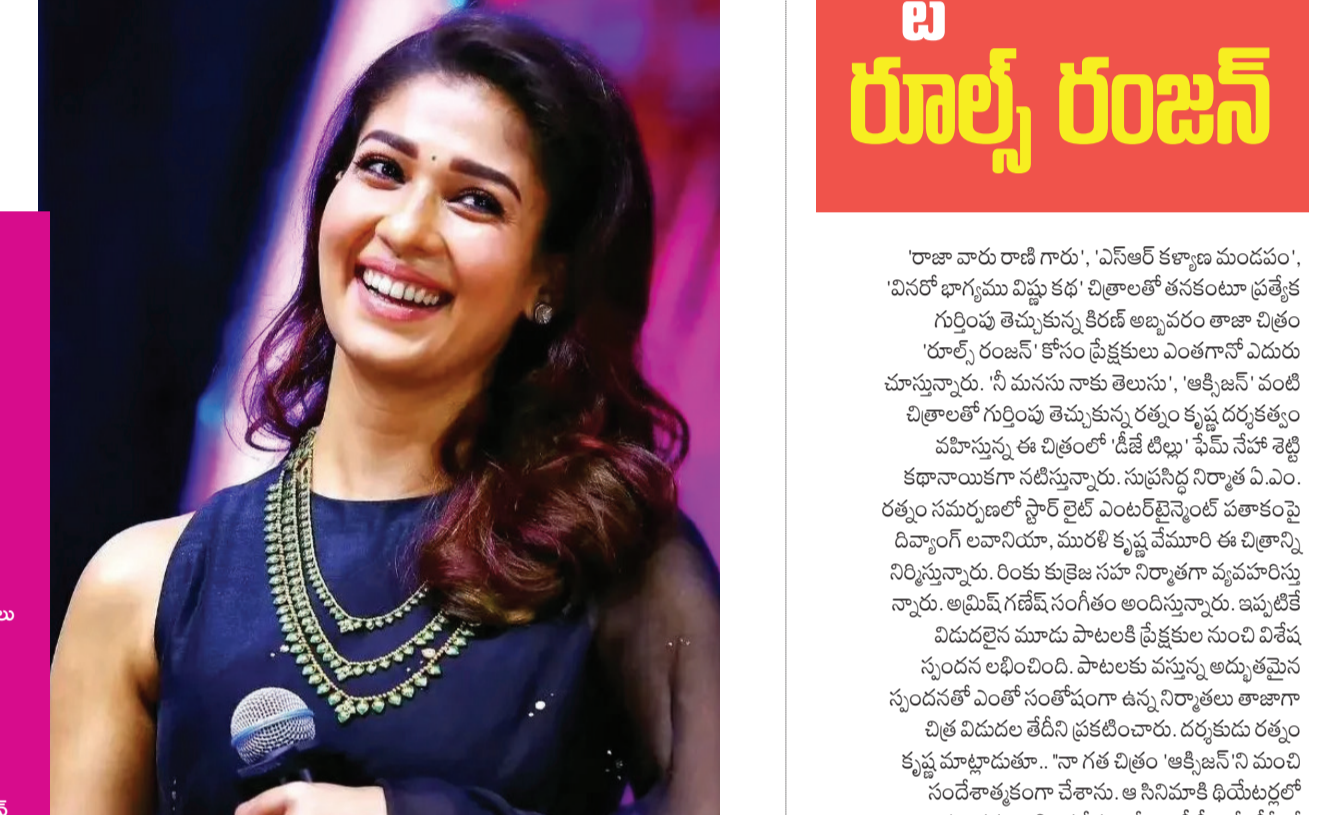 లు
ట
రూల్స్ రంజన్
'రాజా వారు రాణి గారు', 'ఎస్ఆర్ కళ్యాణ మండపం',
'వినరో భాగ్యము విష్ణు కథ' చిత్రాలతో తనకంటూ ప్రత్యేక
గుర్తింపు తెచ్చుకున్న కిరణ్ అబ్బవరం తాజా చిత్రం
'రూల్స్ రంజన్' కోసం ప్రేక్షకులు ఎంతగానో ఎదురు
చూస్తున్నారు. 'నీ మనసు నాకు తెలుసు', 'ఆక్సిజన్' వంటి
చిత్రాలతో గుర్తింపు తెచ్చుకున్న రత్నం కృష్ణ దర్శకత్వం
వహిస్తున్న ఈ చిత్రంలో 'డీజే టిల్లు' ఫేమ్ నేహా శెట్టి
కథానాయికగా నటిస్తున్నారు. సుప్రసిద్ధ నిర్మాత ఏ.ఎం.
రత్నం సమర్పణలో స్టార్ లైట్ ఎంటర్‌టైన్మెంట్ పతాకంపై
దివ్యాంగ్ లవానియా, మురళి కృష్ణ వేమూరి ఈ చిత్రాన్ని
నిర్మిస్తున్నారు. రింకు కుక్రెజ సహ నిర్మాతగా వ్యవహరిస్తు
న్నారు. అమ్రిష్ గణేష్ సంగీతం అందిస్తున్నారు. ఇప్పటికే
విడుదలైన మూడు పాటలకి ప్రేక్షకుల నుంచి విశేష
స్పందన లభించింది. పాటలకు వస్తున్న అద్భుతమైన
స్పందనతో ఎంతో సంతోషంగా ఉన్న నిర్మాతలు తాజాగా
చిత్ర విడుదల తేదీని ప్రకటించారు. దర్శకుడు రత్నం
కృష్ణ మాట్లాడుతూ.. "నా గత చిత్రం 'ఆక్సిజన్'ని మంచి
సందేశాత్మకంగా చేశాను. ఆ సినిమాకి థియేటర్లలో